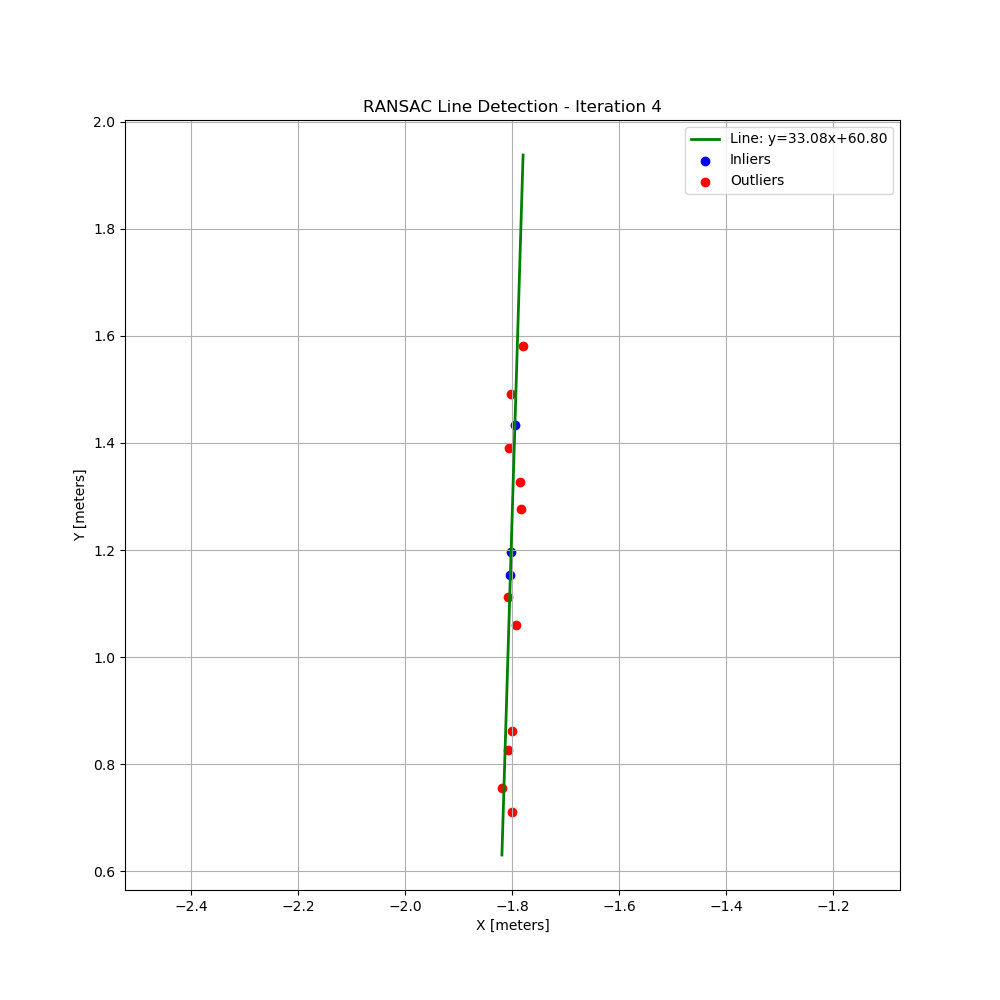 RANSAC Line Detection - Iteration 4
Line: y=33.08x+60.80
Inliers
Outliers
2.0
1.8
1.6
1.4
1.2
1.0
0.8
0.6
Y [meters]
−2.4 −2.2 −2.0 −1.8 −1.6 −1.4 −1.2
X [meters]